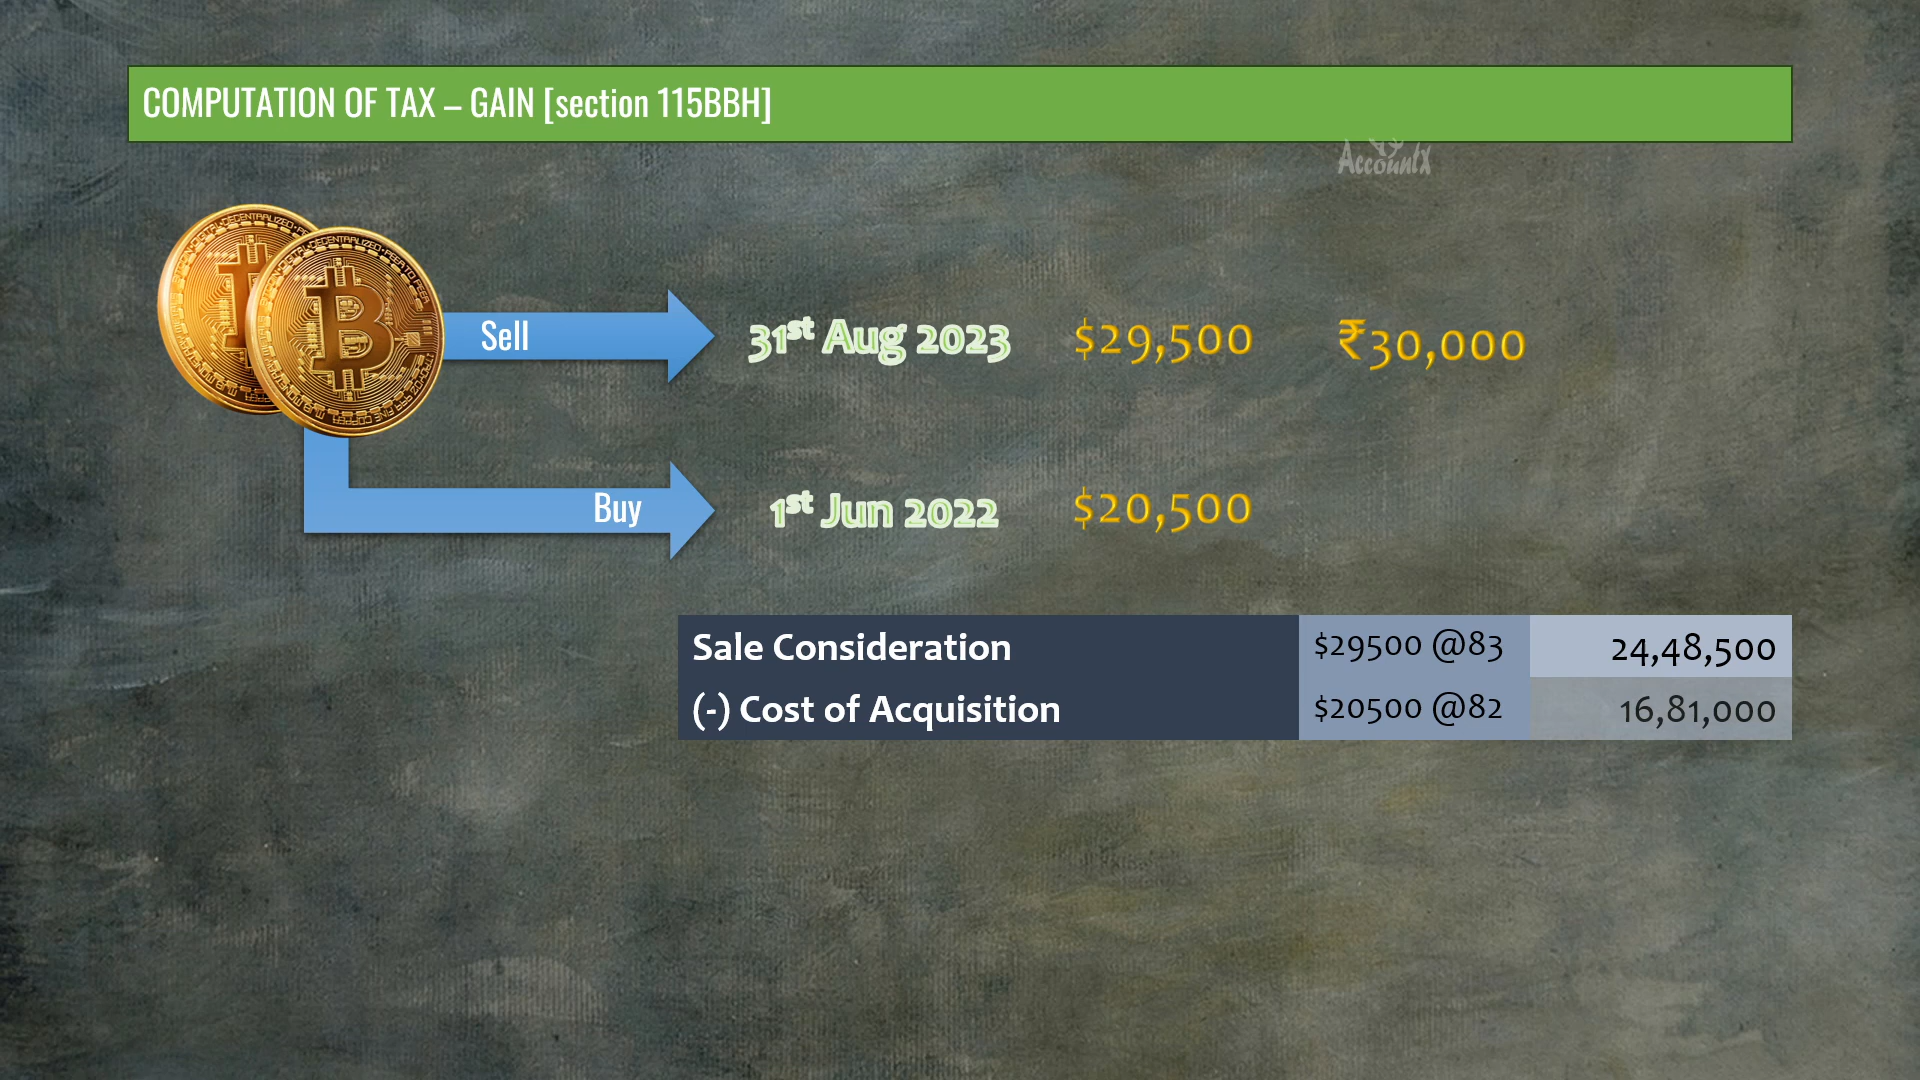 COMPUTATION OF TAX – GAIN [section 115BBH]
AccountX
Sell
31st Aug 2023
$29,500
₹30,000
Buy
1st Jun 2022
$20,500
Sale Consideration $29500 @83 24,48,500
(-) Cost of Acquisition $20500 @82 16,81,000